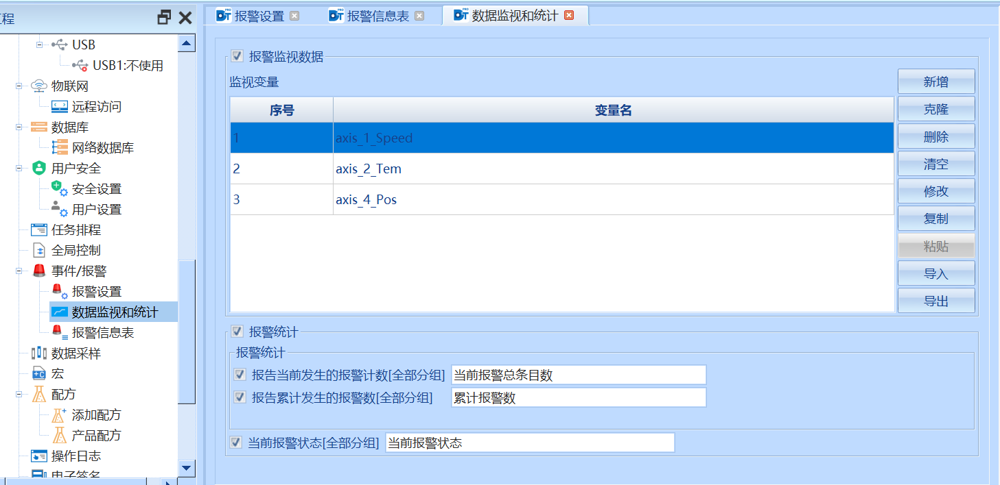 程
USB
USB1:不使用
物联网
远程访问
数据库
网络数据库
用户安全
安全设置
用户设置
任务排程
全局控制
事件/报警
报警设置
数据监视和统计
报警信息表
数据采样
宏
配方
添加配方
产品配方
操作日志
电子签名
报警设置
报警信息表
数据监视和统计
报警监视数据
监视变量
序号 变量名
1 axis_1_Speed
2 axis_2_Tem
3 axis_4_Pos
新增
克隆
删除
清空
修改
复制
粘贴
导入
导出
报警统计
报警统计
报告当前发生的报警计数[全部分组] 当前报警总条目数
报告累计发生的报警数[全部分组] 累计报警数
当前报警状态[全部分组] 当前报警状态